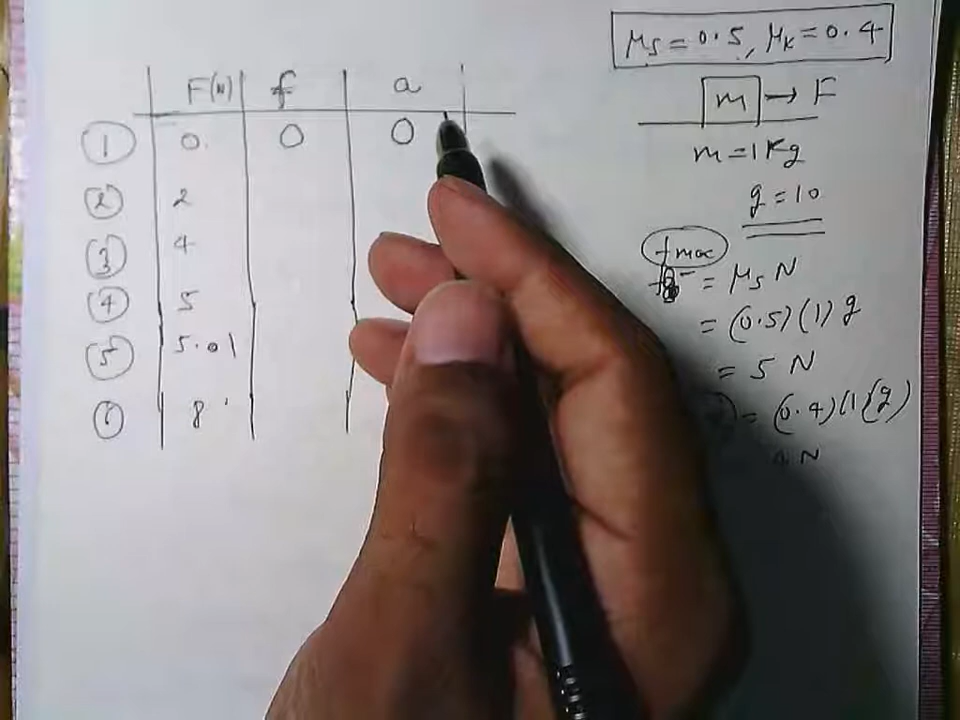 μs = 0.5, μK = 0.4
F(N) f a
① 0. 0 0
② 2
③ 4
④ 5
⑤ 5.01
⑥ 8
m → F
m = 1 Kg
g = 10
fmax
= μs N
= (0.5)(1) g
= 5 N
= (0.4)(1)(g)
N